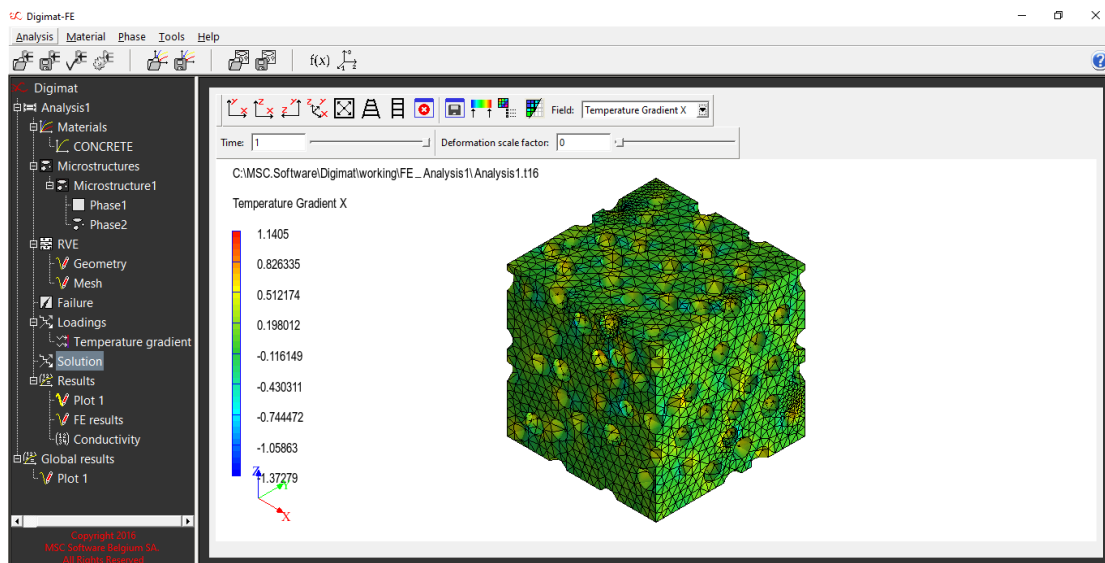 Digimat-FE
Analysis Material Phase Tools Help
f(x)
Digimat
Analysis1
Materials
CONCRETE
Microstructures
Microstructure1
Phase1
Phase2
RVE
Geometry
Mesh
Failure
Loadings
Temperature gradient
Solution
Results
Plot 1
FE results
Conductivity
Global results
Plot 1
Copyright 2016
MSC Software Belgium SA.
All Rights Reserved
Field: Temperature Gradient X
Time: 1 Deformation scale factor: 0
C:\MSC.Software\Digimat\working\FE_Analysis1\Analysis1.t16
Temperature Gradient X
1.1405
0.826335
0.512174
0.198012
-0.116149
-0.430311
-0.744472
-1.05863
-1.37279
Z
X